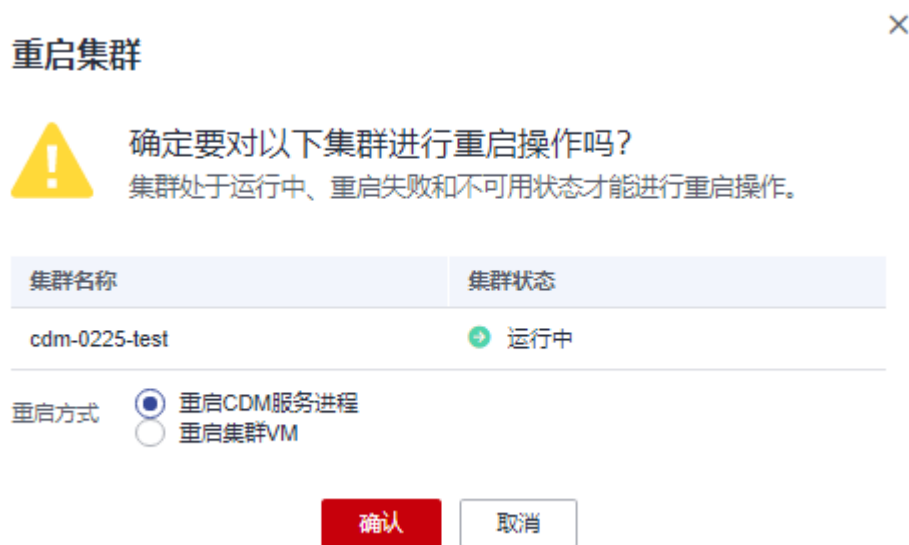 重启集群
确定要对以下集群进行重启操作吗?
集群处于运行中、重启失败和不可用状态才能进行重启操作。
集群名称 集群状态
cdm-0225-test 运行中
重启方式 重启CDM服务进程
重启集群VM
确认 取消